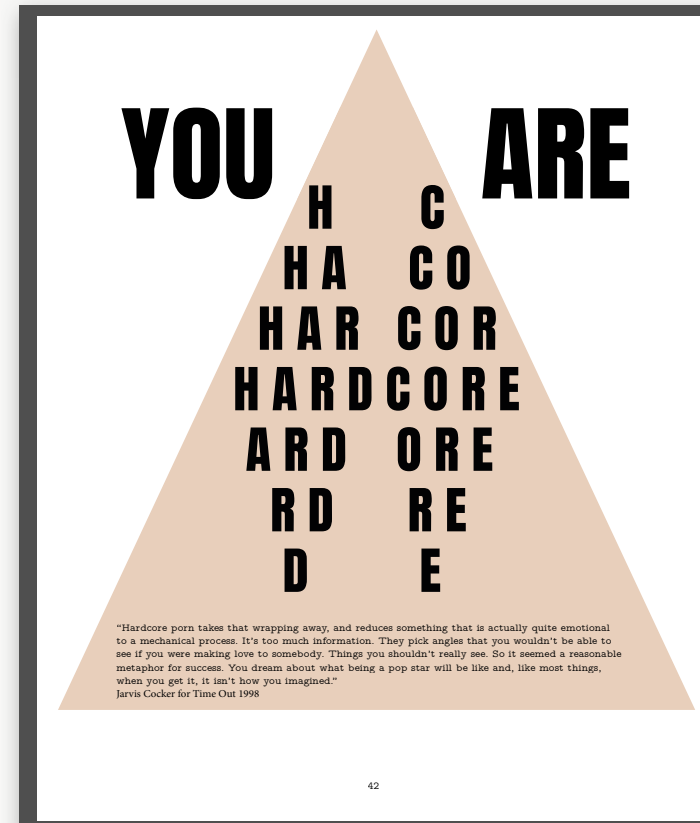 YOU ARE
H C
HA CO
HAR COR
HARDCORE
ARD ORE
RD RE
D E
“Hardcore porn takes that wrapping away, and reduces something that is actually quite emotional
to a mechanical process. It's too much information. They pick angles that you wouldn't be able to
see if you were making love to somebody. Things you shouldn't really see. So it seemed a reasonable
metaphor for success. You dream about what being a pop star will be like and, like most things,
when you get it, it isn't how you imagined.”
Jarvis Cocker for Time Out 1998
42